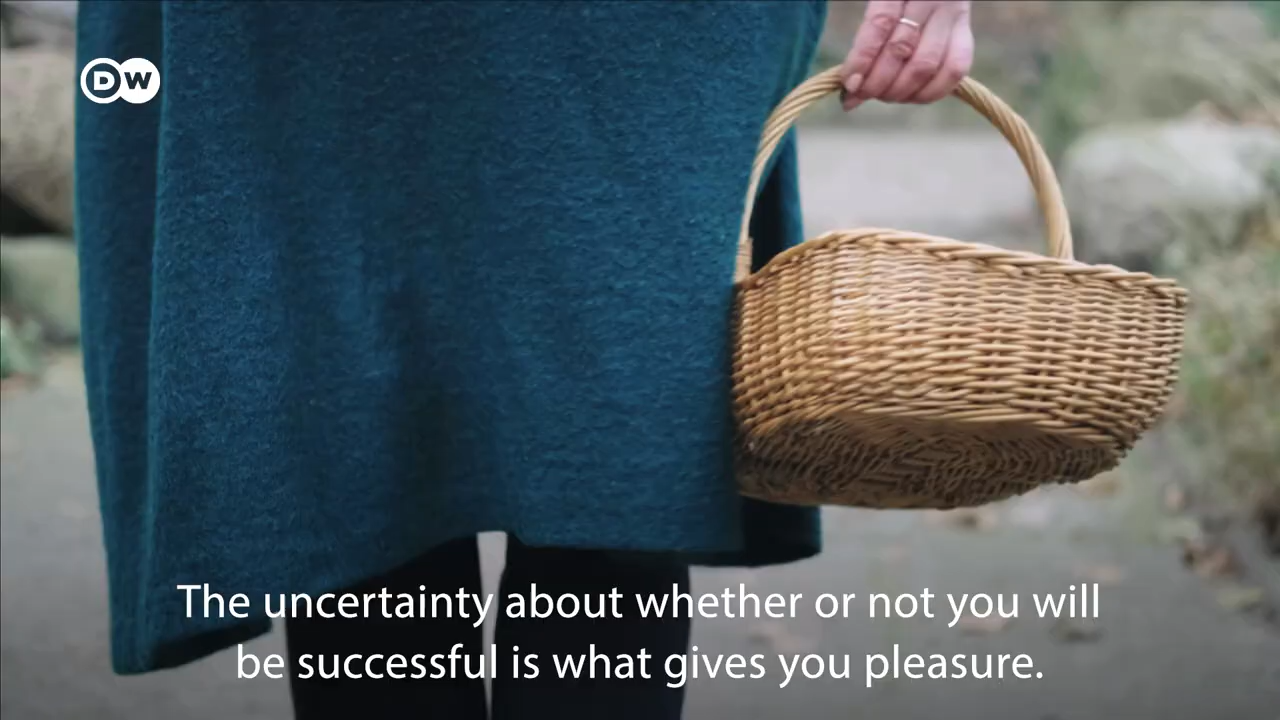 DW
The uncertainty about whether or not you will
be successful is what gives you pleasure.